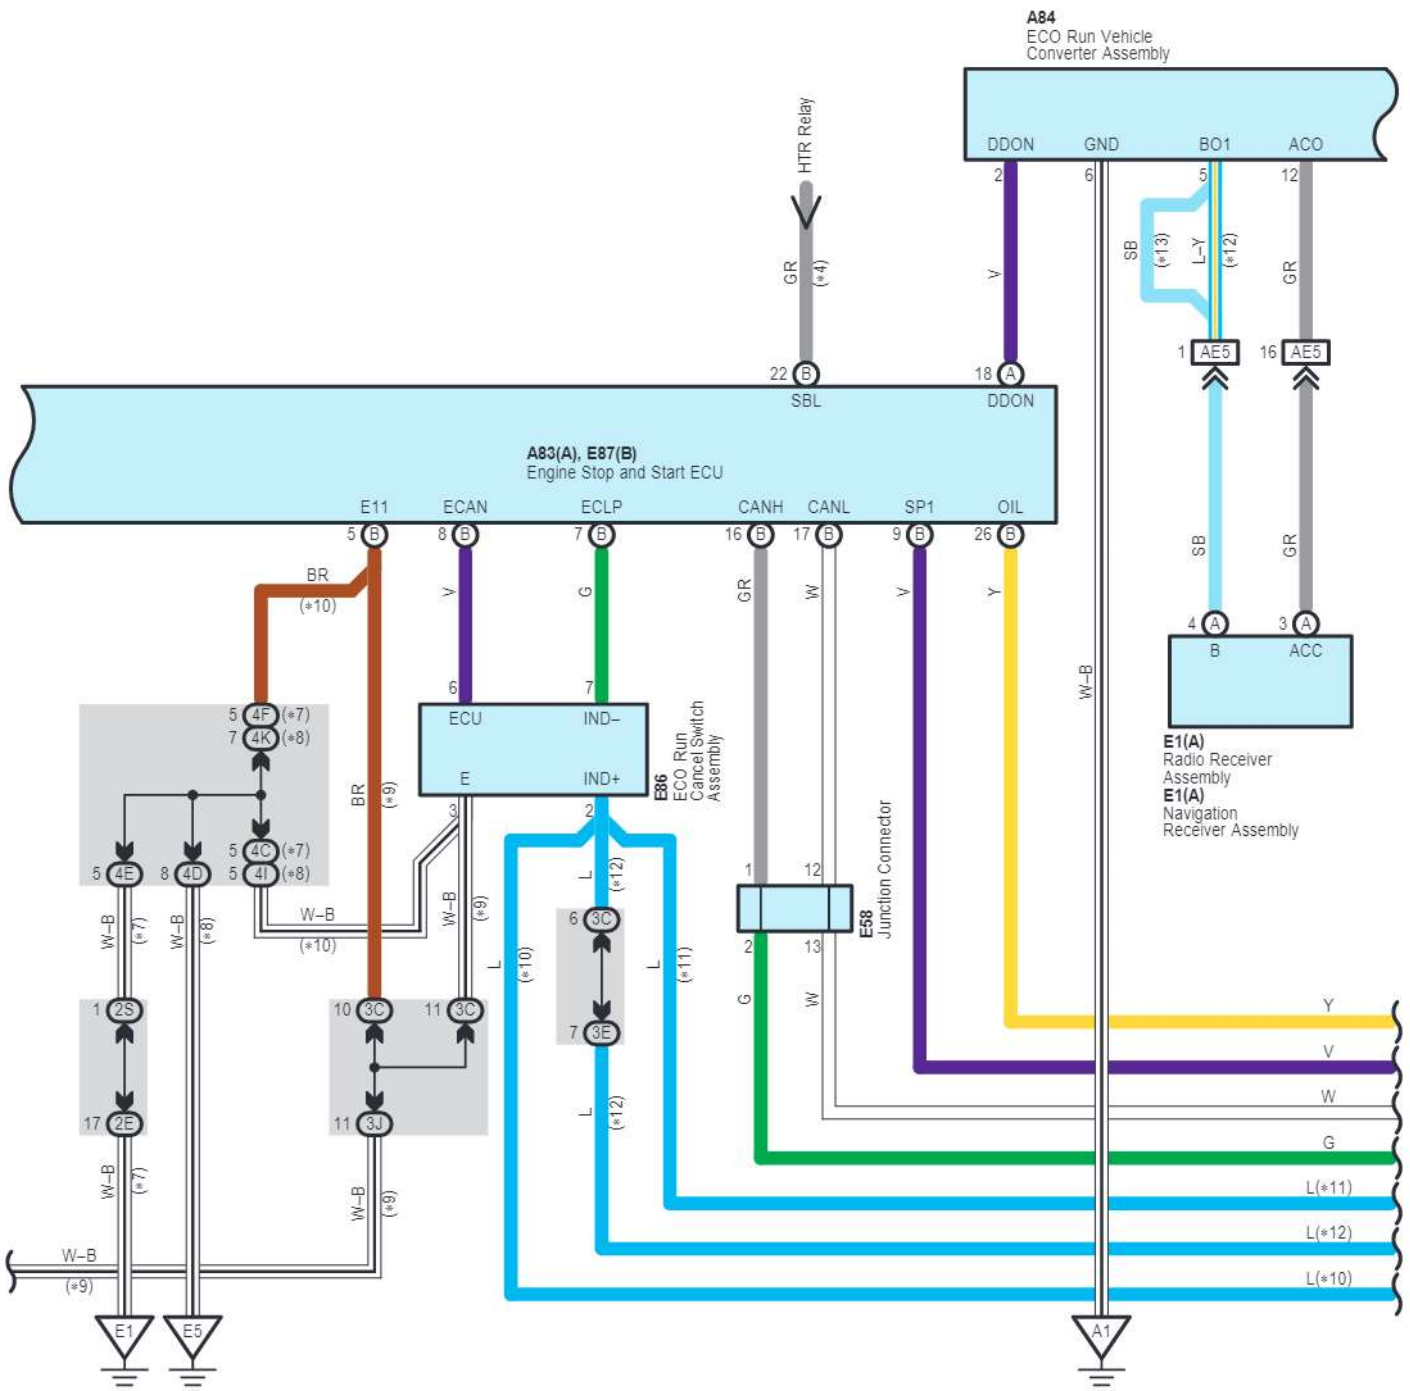 A84
ECO Run Vehicle
Converter Assembly
HTR Relay
DDON GND BO1 ACO
2 6 5 12
GR (*4)
V
SB (*13)
L–Y (*12)
GR
1 AE5 16 AE5
22 B 18 A
SBL DDON
A83(A), E87(B)
Engine Stop and Start ECU
E11 ECAN ECLP CANH CANL SP1 OIL
5 B 8 B 7 B 16 B 17 B 9 B 26 B
BR
(*10)
V
G
GR
W
V
Y
SB
GR
4 A 3 A
B ACC
E1(A)
Radio Receiver
Assembly
E1(A)
Navigation
Receiver Assembly
W–B
6 7
ECU IND–
E IND+
3 2
E86
ECO Run
Cancel Switch
Assembly
5 4F (*7)
7 4K (*8)
BR (*9)
5 4C (*7)
5 4E 8 4D 5 4I (*8)
W–B
(*10)
W–B (*7)
W–B (*8)
W–B (*9)
L (*12)
L (*10)
L (*11)
6 3C
7 3E
L (*12)
1 12
E58
Junction Connector
2 13
G
W
1 2S 10 3C 11 3C
17 2E 11 3J
W–B (*7)
W–B (*9)
W–B
(*9)
Y
V
W
G
L(*11)
L(*12)
L(*10)
E1 E5 A1